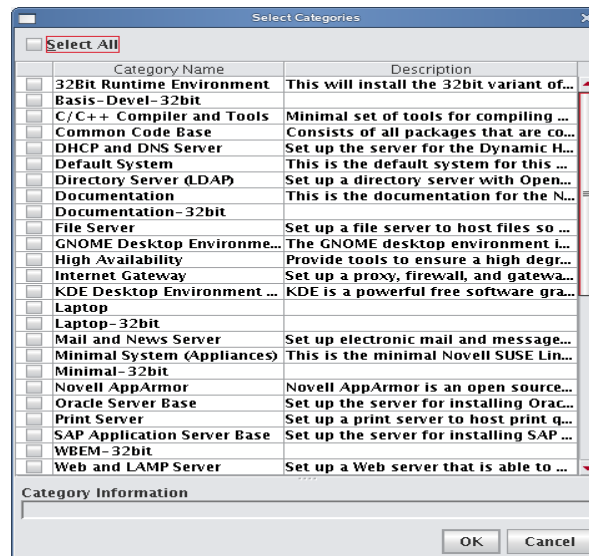 Select Categories
Select All
Category Name Description
32Bit Runtime Environment This will install the 32bit variant of...
Basis-Devel-32bit
C/C++ Compiler and Tools Minimal set of tools for compiling ...
Common Code Base Consists of all packages that are co...
DHCP and DNS Server Set up the server for the Dynamic H...
Default System This is the default system for this ...
Directory Server (LDAP) Set up a directory server with Open...
Documentation This is the documentation for the N...
Documentation-32bit
File Server Set up a file server to host files so ...
GNOME Desktop Environme... The GNOME desktop environment i...
High Availability Provide tools to ensure a high degr...
Internet Gateway Set up a proxy, firewall, and gatewa...
KDE Desktop Environment ... KDE is a powerful free software gra...
Laptop
Laptop-32bit
Mail and News Server Set up electronic mail and message...
Minimal System (Appliances) This is the minimal Novell SUSE Lin...
Minimal-32bit
Novell AppArmor Novell AppArmor is an open source...
Oracle Server Base Set up the server for installing Orac...
Print Server Set up a print server to host print q...
SAP Application Server Base Set up the server for installing SAP ...
WBEM-32bit
Web and LAMP Server Set up a Web server that is able to ...
Category Information
OK Cancel